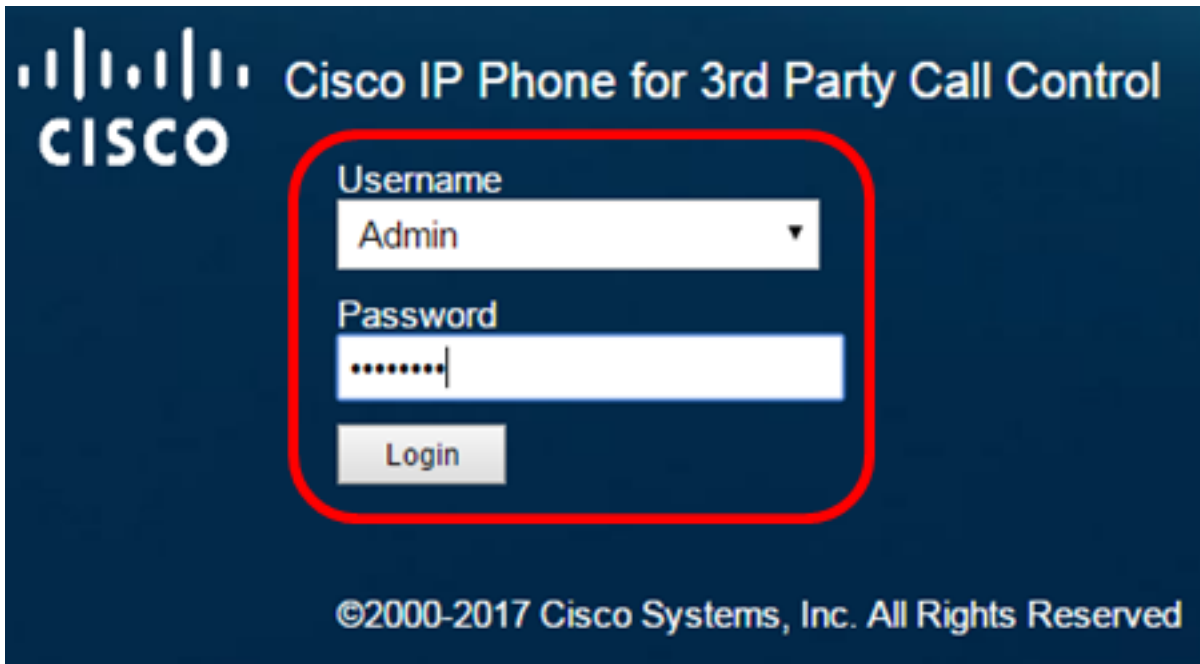 Cisco IP Phone for 3rd Party Call Control
CISCO
Username
Admin
Password
•••••••••
Login
©2000-2017 Cisco Systems, Inc. All Rights Reserved